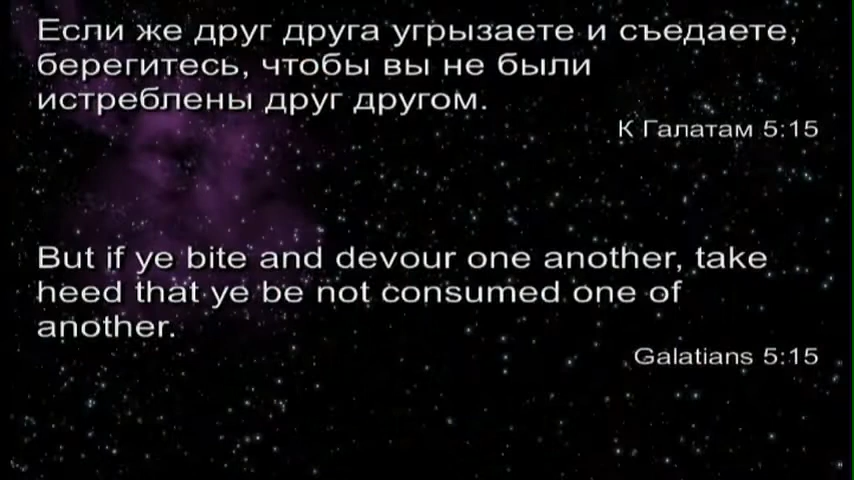 Если же друг друга угрызаете и съедаете,
берегитесь, чтобы вы не были
истреблены друг другом.
К Галатам 5:15
But if ye bite and devour one another, take
heed that ye be not consumed one of
another.
Galatians 5:15